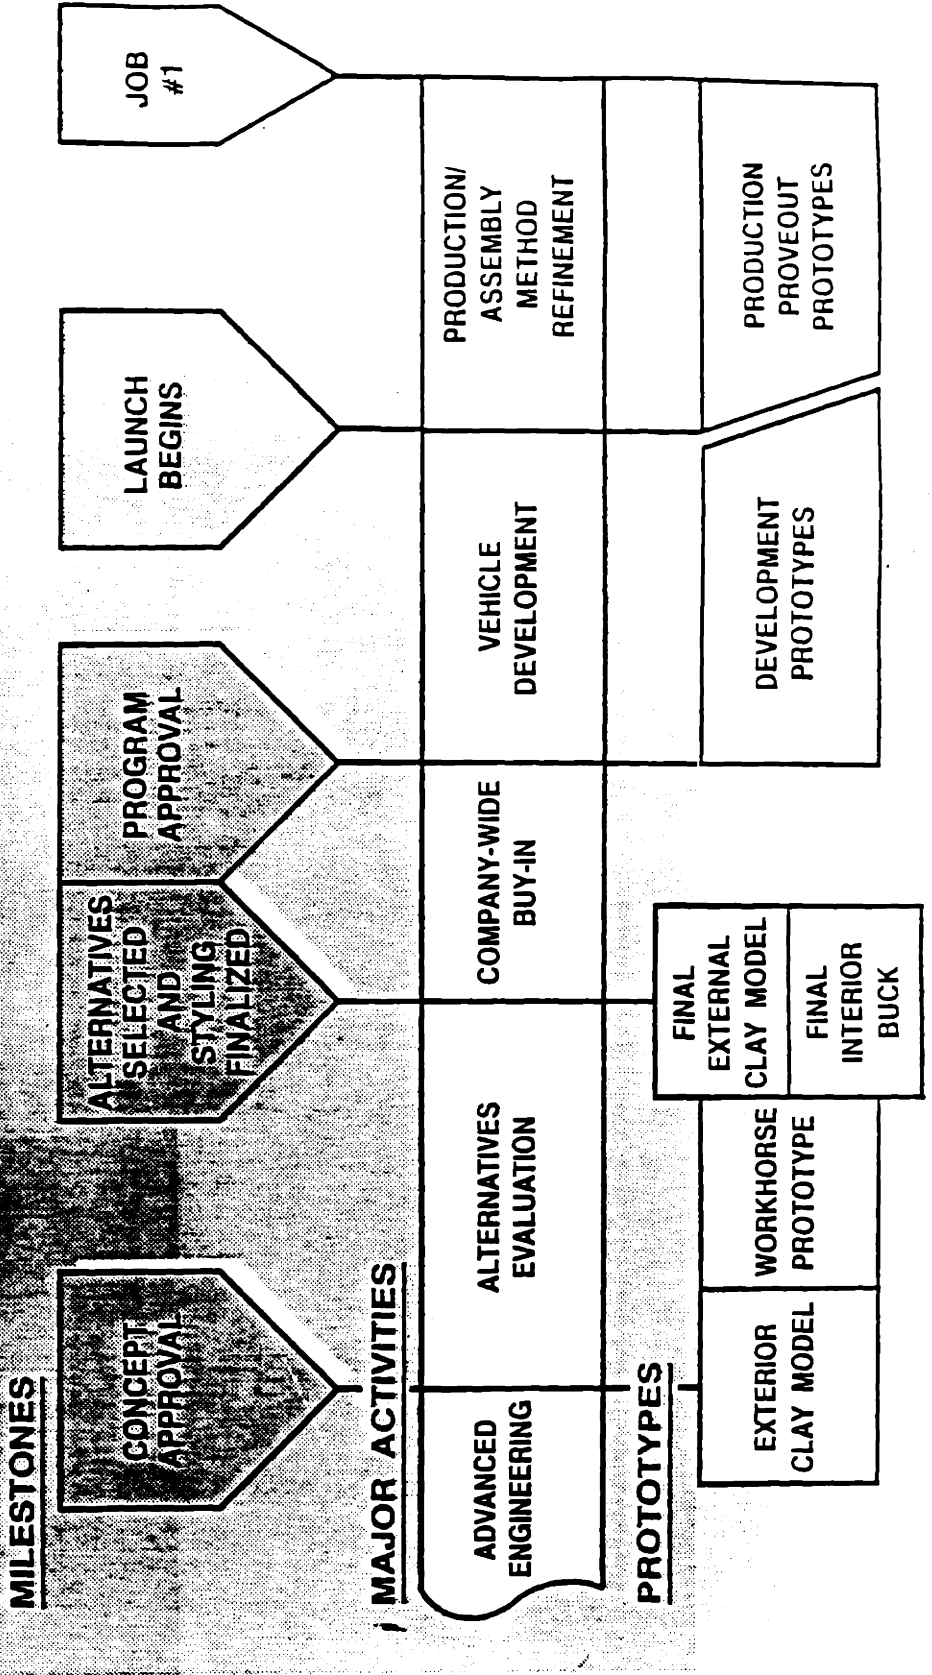 MILESTONES
CONCEPT
APPROVAL
ALTERNATIVES
SELECTED
AND
STYLING
FINALIZED
PROGRAM
APPROVAL
LAUNCH
BEGINS
JOB
#1
MAJOR ACTIVITIES
ADVANCED
ENGINEERING
ALTERNATIVES
EVALUATION
COMPANY-WIDE
BUY-IN
VEHICLE
DEVELOPMENT
PRODUCTION/
ASSEMBLY
METHOD
REFINEMENT
PROTOTYPES
EXTERIOR
CLAY MODEL
WORKHORSE
PROTOTYPE
FINAL
EXTERNAL
CLAY MODEL
FINAL
INTERIOR
BUCK
DEVELOPMENT
PROTOTYPES
PRODUCTION
PROVEOUT
PROTOTYPES